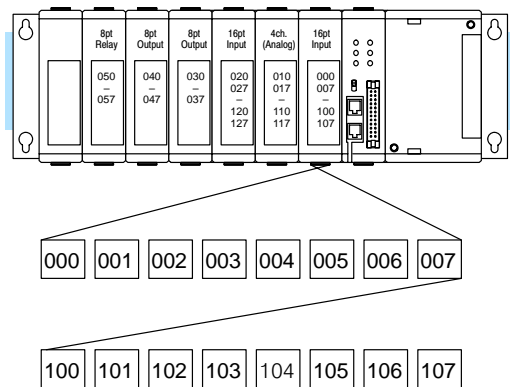 8pt Relay
8pt Output
8pt Output
16pt Input
4ch. (Analog)
16pt Input
050 – 057
040 – 047
030 – 037
020 027 – 120 127
010 017 – 110 117
000 007 – 100 107
000 001 002 003 004 005 006 007
100 101 102 103 104 105 106 107